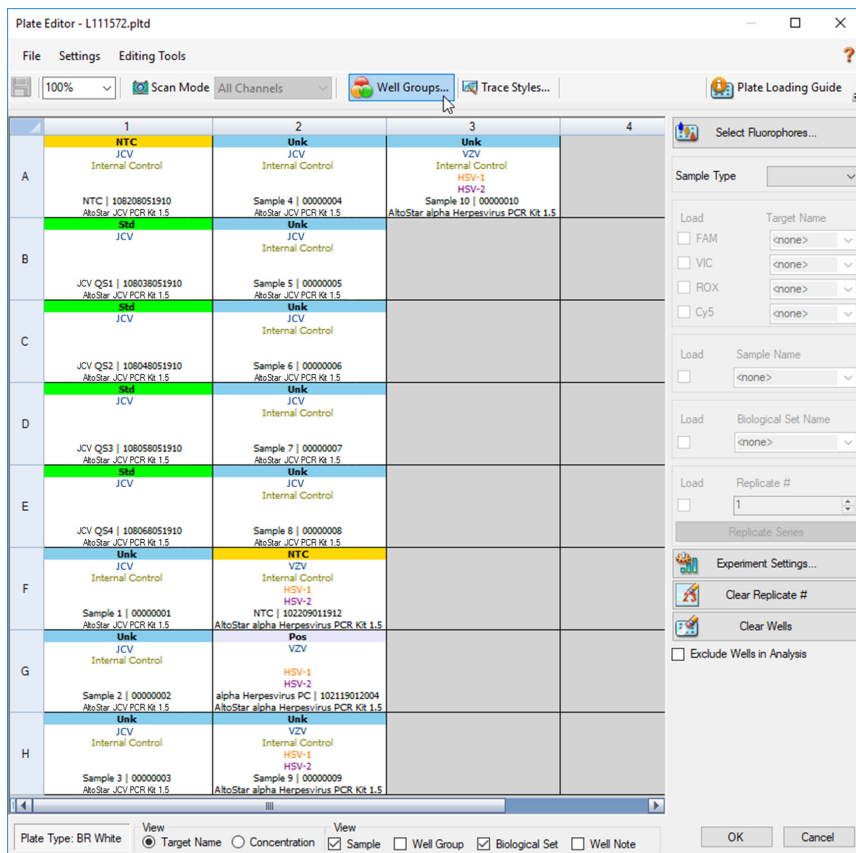 Plate Editor - L111572.pltd
File Settings Editing Tools ?
100% Scan Mode All Channels Well Groups... Trace Styles... Plate Loading Guide
1 2 3 4
A
NTC
JCV
Internal Control
NTC | 108208051910
AltoStar JCV PCR Kit 1.5
Unk
JCV
Internal Control
Sample 4 | 00000004
AltoStar JCV PCR Kit 1.5
Unk
VZV
Internal Control
HSV-1
HSV-2
Sample 10 | 00000010
AltoStar alpha Herpesvirus PCR Kit 1.5
B
Std
JCV
JCV QS1 | 108038051910
AltoStar JCV PCR Kit 1.5
Unk
JCV
Internal Control
Sample 5 | 00000005
AltoStar JCV PCR Kit 1.5
C
Std
JCV
JCV QS2 | 108048051910
AltoStar JCV PCR Kit 1.5
Unk
JCV
Internal Control
Sample 6 | 00000006
AltoStar JCV PCR Kit 1.5
D
Std
JCV
JCV QS3 | 108058051910
AltoStar JCV PCR Kit 1.5
Unk
JCV
Internal Control
Sample 7 | 00000007
AltoStar JCV PCR Kit 1.5
E
Std
JCV
JCV QS4 | 108068051910
AltoStar JCV PCR Kit 1.5
Unk
JCV
Internal Control
Sample 8 | 00000008
AltoStar JCV PCR Kit 1.5
F
Unk
JCV
Internal Control
Sample 1 | 00000001
AltoStar JCV PCR Kit 1.5
NTC
VZV
Internal Control
HSV-1
HSV-2
NTC | 102209011912
AltoStar alpha Herpesvirus PCR Kit 1.5
G
Unk
JCV
Internal Control
Sample 2 | 00000002
AltoStar JCV PCR Kit 1.5
Pos
VZV
HSV-1
HSV-2
alpha Herpesvirus PC | 102119012004
AltoStar alpha Herpesvirus PCR Kit 1.5
H
Unk
JCV
Internal Control
Sample 3 | 00000003
AltoStar JCV PCR Kit 1.5
Unk
VZV
Internal Control
HSV-1
HSV-2
Sample 9 | 00000009
AltoStar alpha Herpesvirus PCR Kit 1.5
Select Fluorophores...
Sample Type
Load Target Name
FAM <none>
VIC <none>
ROX <none>
Cy5 <none>
Load Sample Name
<none>
Load Biological Set Name
<none>
Load Replicate #
1
Replicate Series
Experiment Settings...
Clear Replicate #
Clear Wells
Exclude Wells in Analysis
Plate Type: BR White
View
Target Name Concentration
View
Sample Well Group Biological Set Well Note
OK Cancel